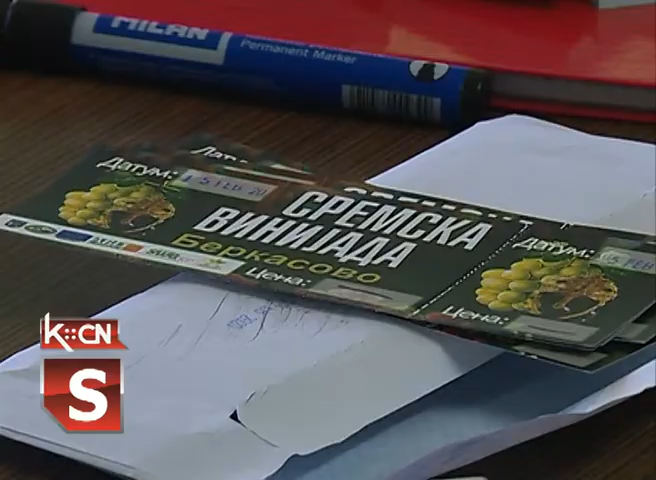 MILAN
Permanent Marker
Датум:
СРЕМСКА
ВИНИЈАДА
Беркасово
Цена:
Датум:
Цена:
K::CN
S